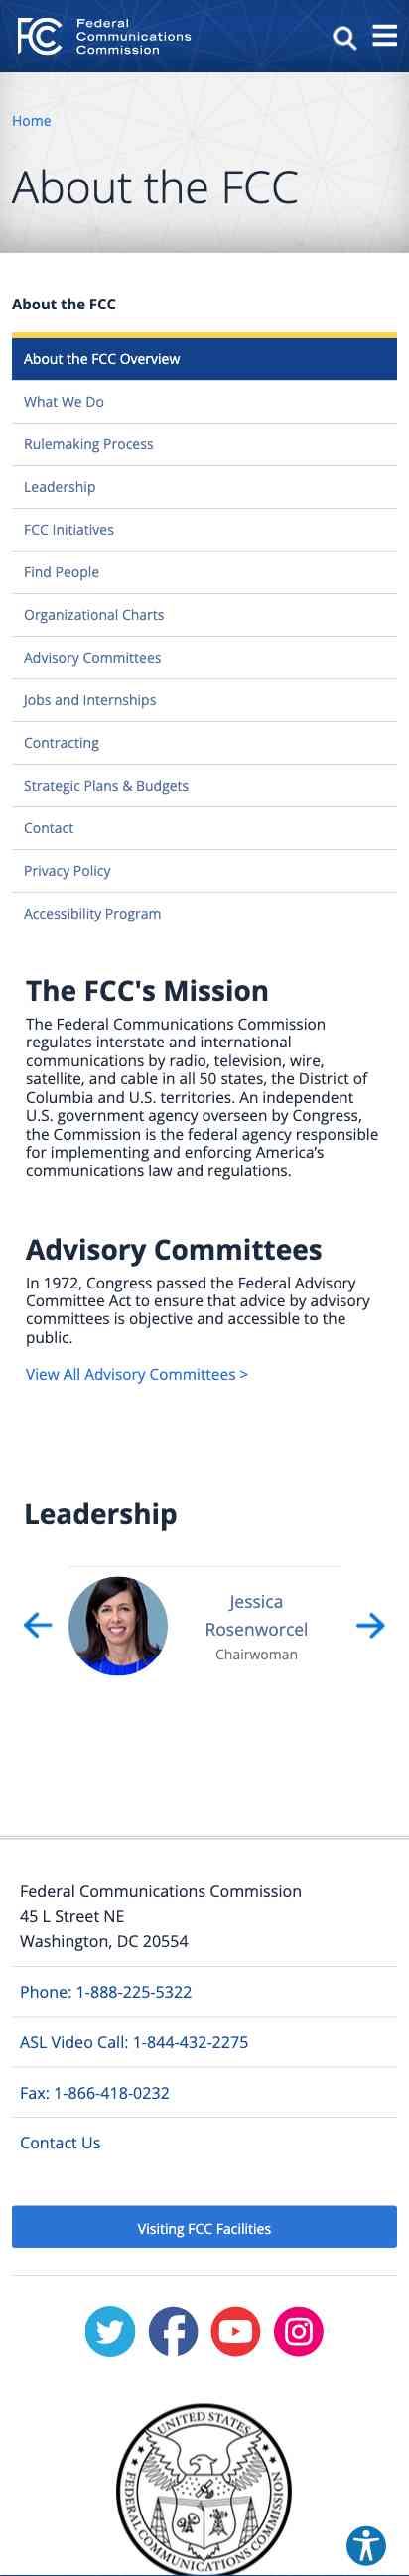 FCC
Federal
Communications
Commission
Home
About the FCC
About the FCC
About the FCC Overview
What We Do
Rulemaking Process
Leadership
FCC Initiatives
Find People
Organizational Charts
Advisory Committees
Jobs and Internships
Contracting
Strategic Plans & Budgets
Contact
Privacy Policy
Accessibility Program
The FCC's Mission
The Federal Communications Commission
regulates interstate and international
communications by radio, television, wire,
satellite, and cable in all 50 states, the District of
Columbia and U.S. territories. An independent
U.S. government agency overseen by Congress,
the Commission is the federal agency responsible
for implementing and enforcing America’s
communications law and regulations.
Advisory Committees
In 1972, Congress passed the Federal Advisory
Committee Act to ensure that advice by advisory
committees is objective and accessible to the
public.
View All Advisory Committees >
Leadership
Jessica
Rosenworcel
Chairwoman
Federal Communications Commission
45 L Street NE
Washington, DC 20554
Phone: 1-888-225-5322
ASL Video Call: 1-844-432-2275
Fax: 1-866-418-0232
Contact Us
Visiting FCC Facilities
UNITED STATES
FEDERAL COMMUNICATIONS COMMISSION